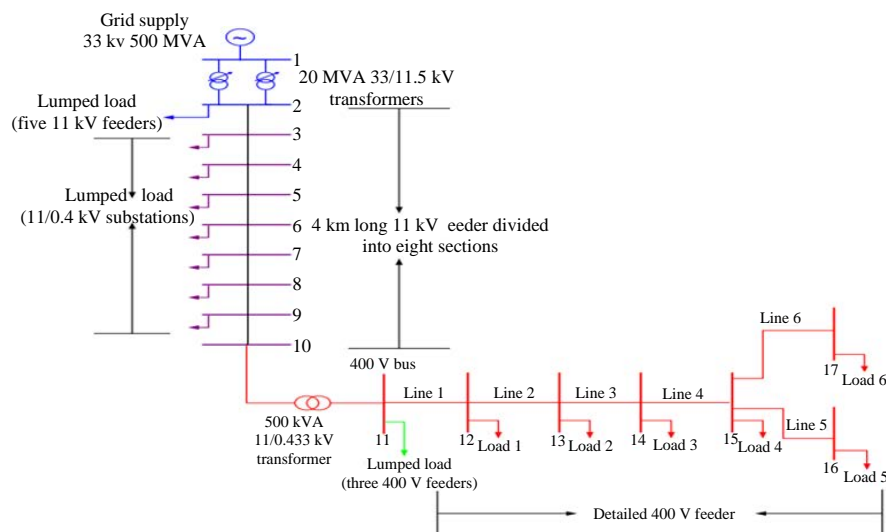 Grid supply
33 kv 500 MVA
1
20 MVA 33/11.5 kV
transformers
Lumped load
(five 11 kV feeders)
2
3
4
Lumped load
(11/0.4 kV substations)
5
6
4 km long 11 kV eeder divided
into eight sections
7
8
9
10
400 V bus
Line 1
Line 2
Line 3
Line 4
Line 6
17
Load 6
Line 5
500 kVA
11/0.433 kV
transformer
11
12
Load 1
13
Load 2
14
Load 3
15
Load 4
16
Load 5
Lumped load
(three 400 V feeders)
Detailed 400 V feeder